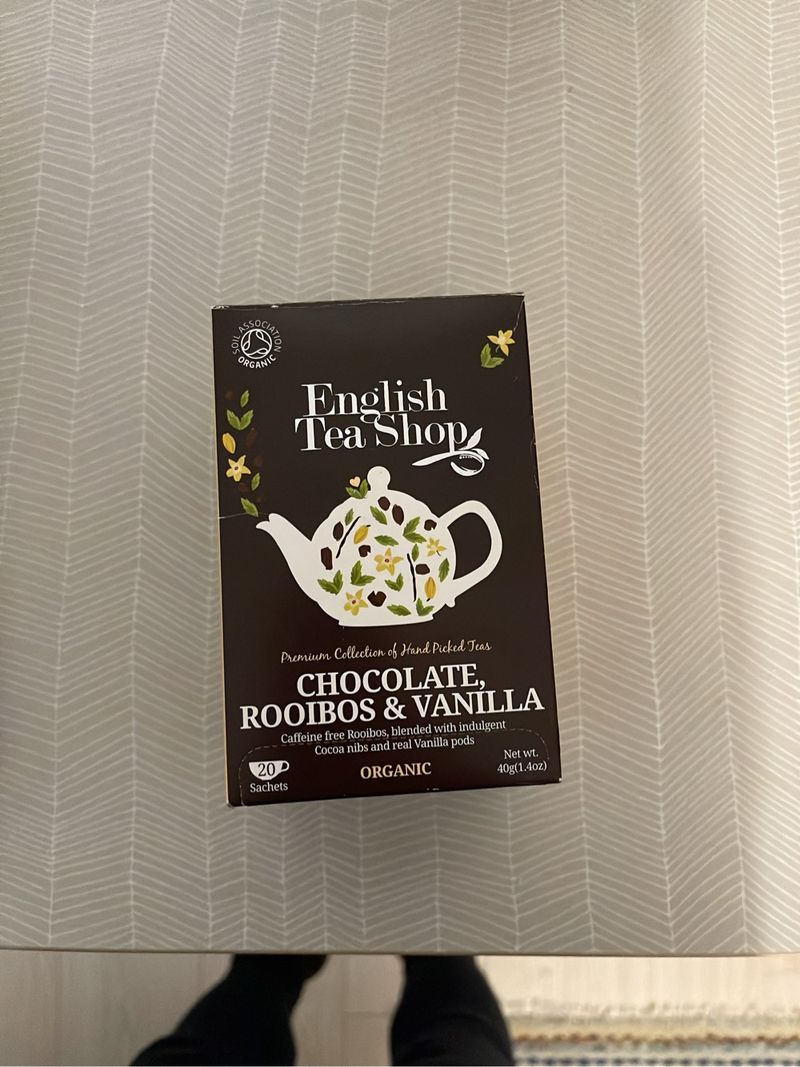 SOIL ASSOCIATION
ORGANIC
English
Tea Shop
Premium Collection of Hand Picked Teas
CHOCOLATE,
ROOIBOS & VANILLA
Caffeine free Rooibos, blended with indulgent
Cocoa nibs and real Vanilla pods
20
Sachets
ORGANIC
Net wt.
40g(1.4oz)